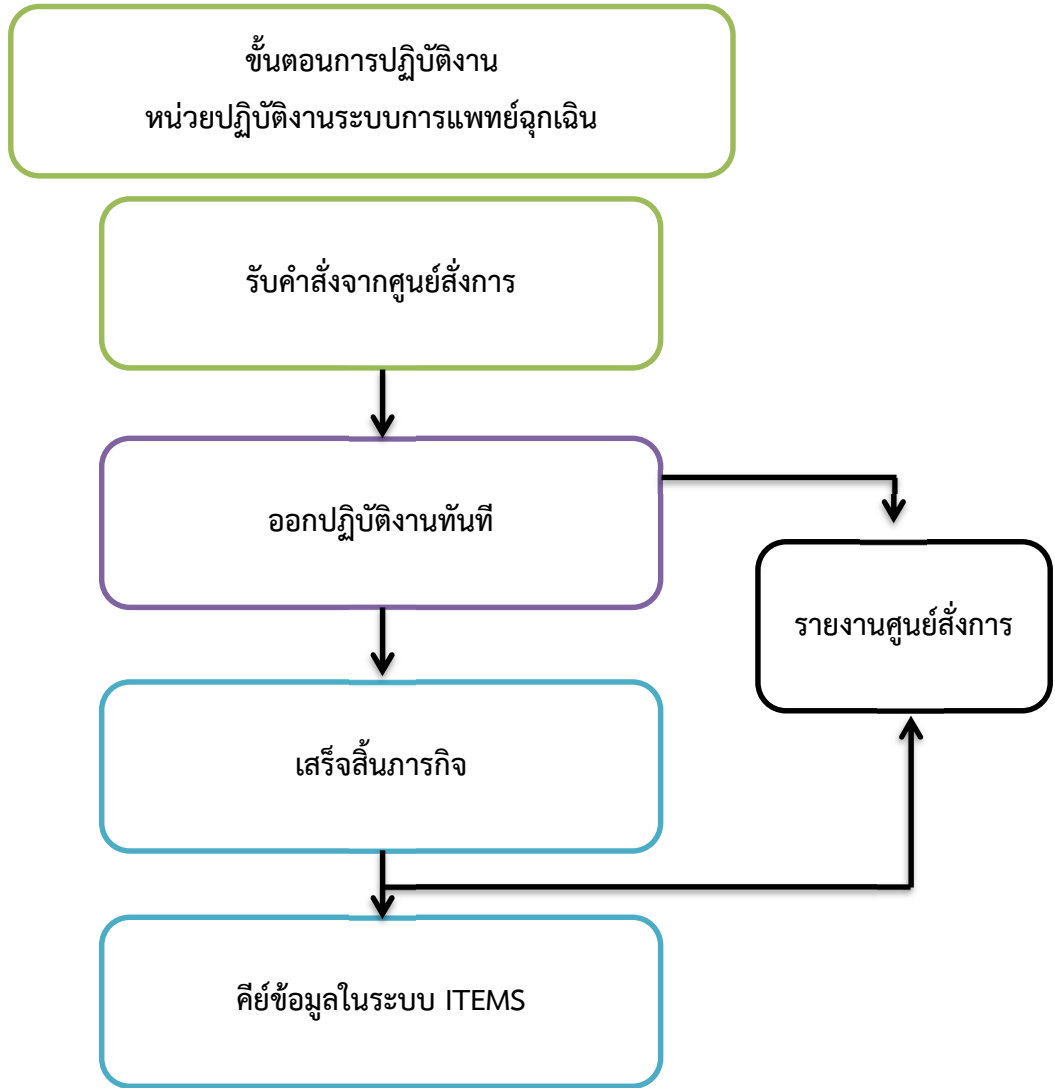 ขั้นตอนการปฏิบัติงาน
หน่วยปฏิบัติงานระบบการแพทย์ฉุกเฉิน
รับคำสั่งจากศูนย์สั่งการ
ออกปฏิบัติงานทันที
รายงานศูนย์สั่งการ
เสร็จสิ้นภารกิจ
คีย์ข้อมูลในระบบ ITEMS